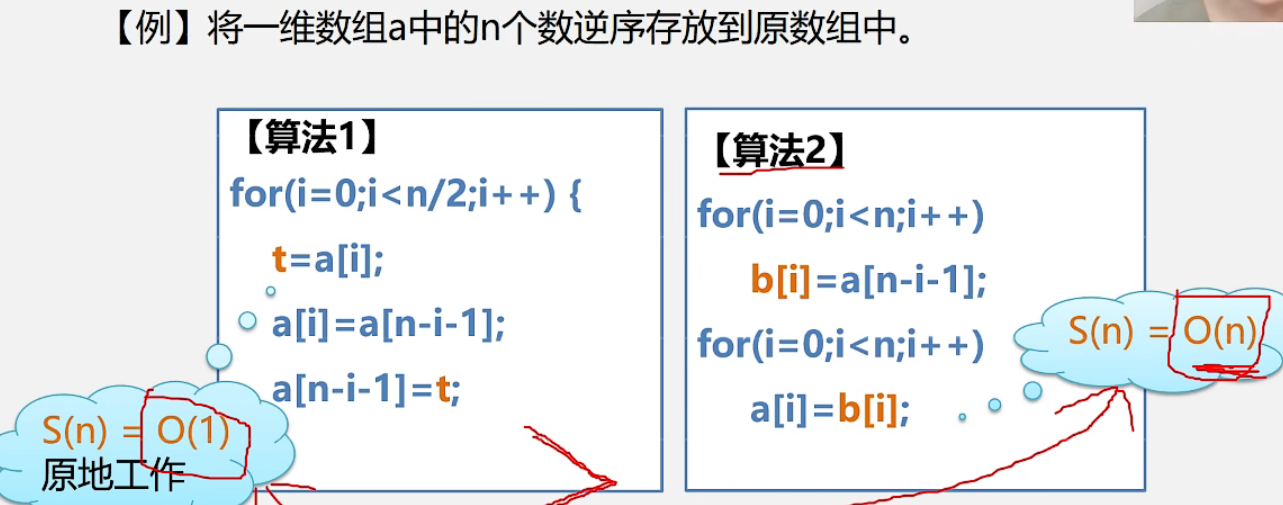 【例】将一维数组a中的n个数逆序存放到原数组中。
【算法1】
for(i=0;i<n/2;i++) {
t=a[i];
a[i]=a[n-i-1];
a[n-i-1]=t;
S(n) = O(1)
原地工作
【算法2】
for(i=0;i<n;i++)
b[i]=a[n-i-1];
for(i=0;i<n;i++)
a[i]=b[i];
S(n) = O(n)